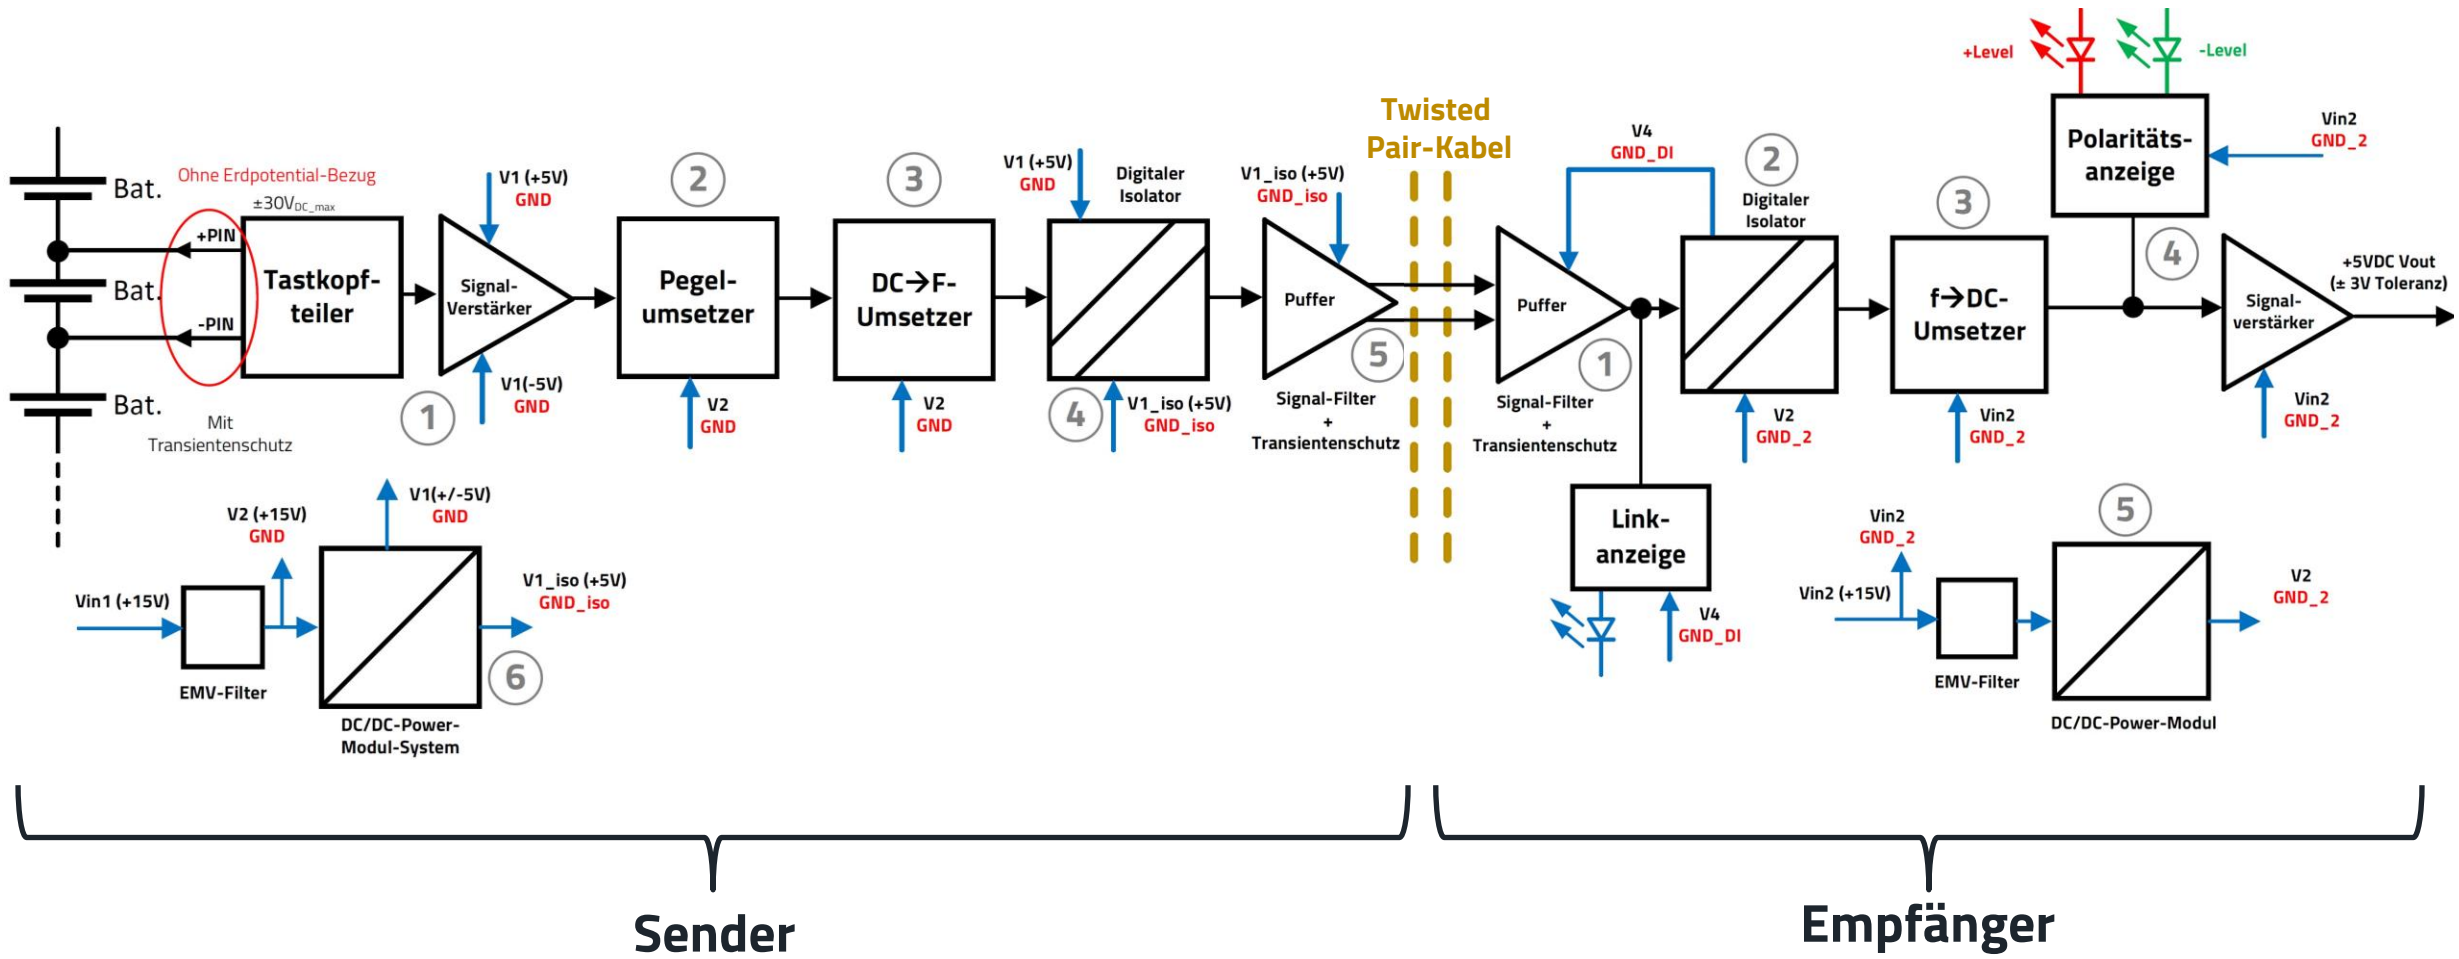 Bat.
Bat.
Bat.
Ohne Erdpotential-Bezug
±30VDC_max
+PIN
-PIN
Tastkopf-
teiler
Mit
Transientenschutz
V1 (+5V)
GND
Signal-
Verstärker
V1(-5V)
GND
1
2
Pegel-
umsetzer
V2
GND
3
DC→F-
Umsetzer
V2
GND
V1 (+5V)
GND
Digitaler
Isolator
4
V1_iso (+5V)
GND_iso
V1_iso (+5V)
GND_iso
Puffer
5
Signal-Filter
+
Transientenschutz
Twisted
Pair-Kabel
V4
GND_DI
Puffer
1
Signal-Filter
+
Transientenschutz
2
Digitaler
Isolator
V2
GND_2
Link-
anzeige
V4
GND_DI
3
f→DC-
Umsetzer
Vin2
GND_2
+Level
-Level
Polaritäts-
anzeige
Vin2
GND_2
4
Signal-
verstärker
Vin2
GND_2
+5VDC Vout
(± 3V Toleranz)
Vin1 (+15V)
V2 (+15V)
GND
EMV-Filter
V1(+/-5V)
GND
V1_iso (+5V)
GND_iso
6
DC/DC-Power-
Modul-System
Vin2 (+15V)
Vin2
GND_2
EMV-Filter
5
V2
GND_2
DC/DC-Power-Modul
Sender
Empfänger